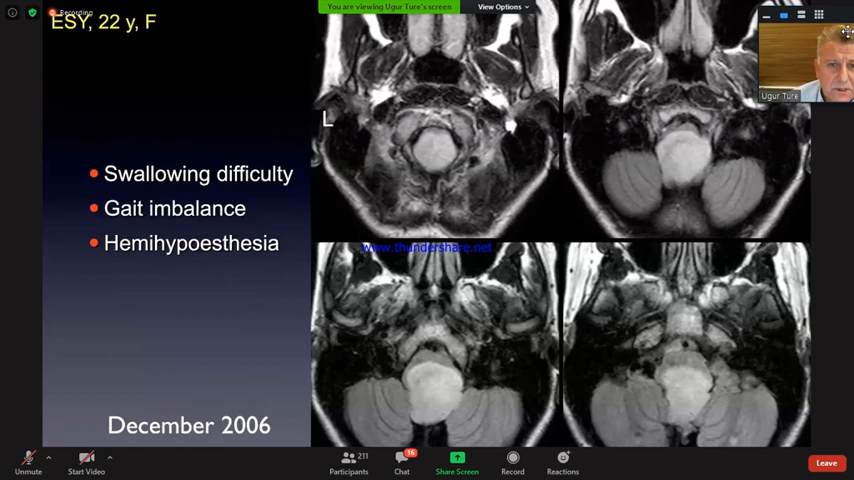 You are viewing Ugur Ture's screen
View Options
Recording
ESY, 22 y, F
Ugur Ture
L
Swallowing difficulty
Gait imbalance
Hemihypoesthesia
www.thundershare.net
December 2006
211
16
Unmute
Start Video
Participants
Chat
Share Screen
Record
Reactions
Leave